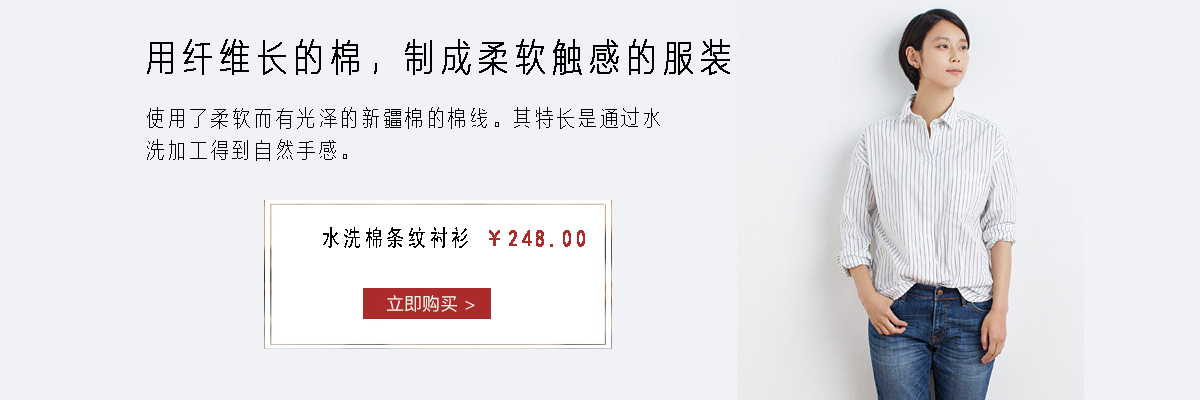 用纤维长的棉，制成柔软触感的服装
使用了柔软而有光泽的新疆棉的棉线。其特长是通过水
洗加工得到自然手感。
水洗棉条纹衬衫 ￥248.00
立即购买 >